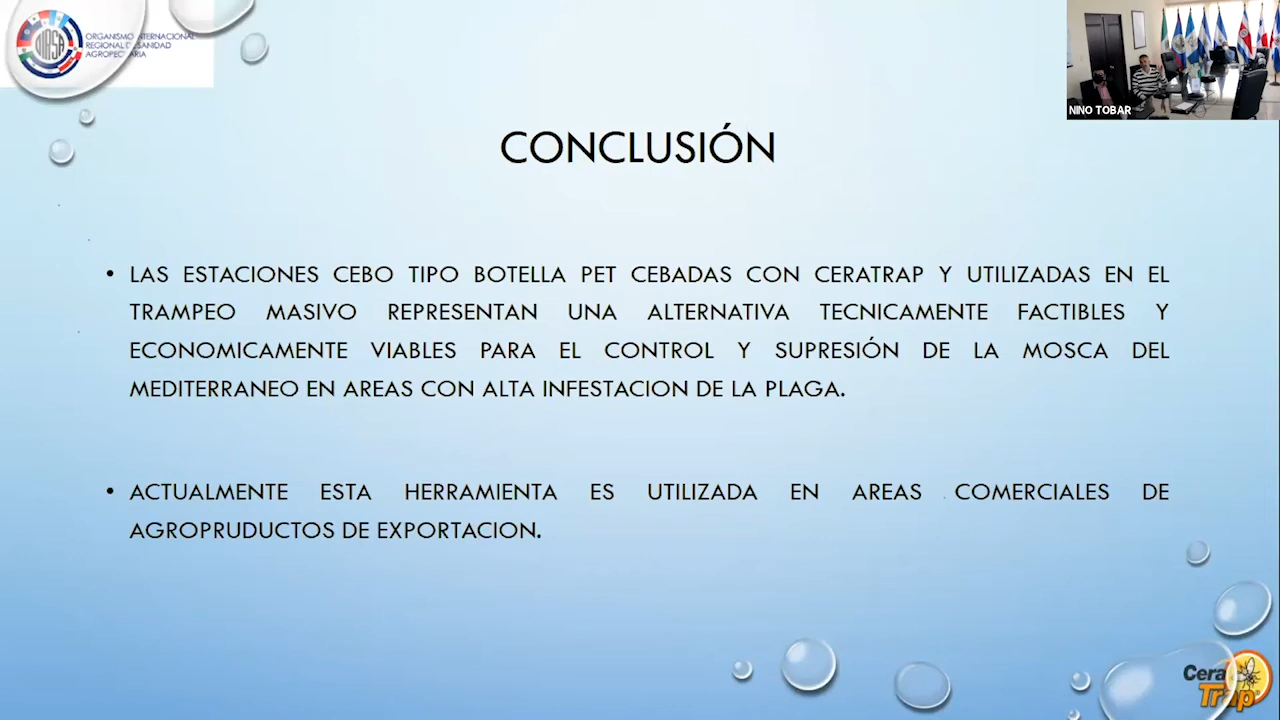 OIRSA
ORGANISMO INTERNACIONAL
REGIONAL DE SANIDAD
AGROPECUARIA
NINO TOBAR
CONCLUSIÓN
• LAS ESTACIONES CEBO TIPO BOTELLA PET CEBADAS CON CERATRAP Y UTILIZADAS EN EL
TRAMPEO MASIVO REPRESENTAN UNA ALTERNATIVA TECNICAMENTE FACTIBLES Y
ECONOMICAMENTE VIABLES PARA EL CONTROL Y SUPRESIÓN DE LA MOSCA DEL
MEDITERRANEO EN AREAS CON ALTA INFESTACION DE LA PLAGA.
• ACTUALMENTE ESTA HERRAMIENTA ES UTILIZADA EN AREAS COMERCIALES DE
AGROPRUDUCTOS DE EXPORTACION.
Cera
Trap